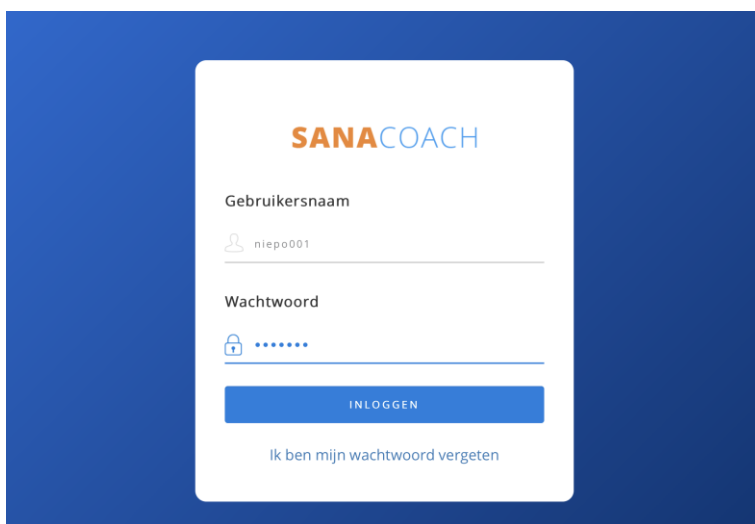 SANACOACH
Gebruikersnaam
niepo001
Wachtwoord
•••••••
INLOGGEN
Ik ben mijn wachtwoord vergeten